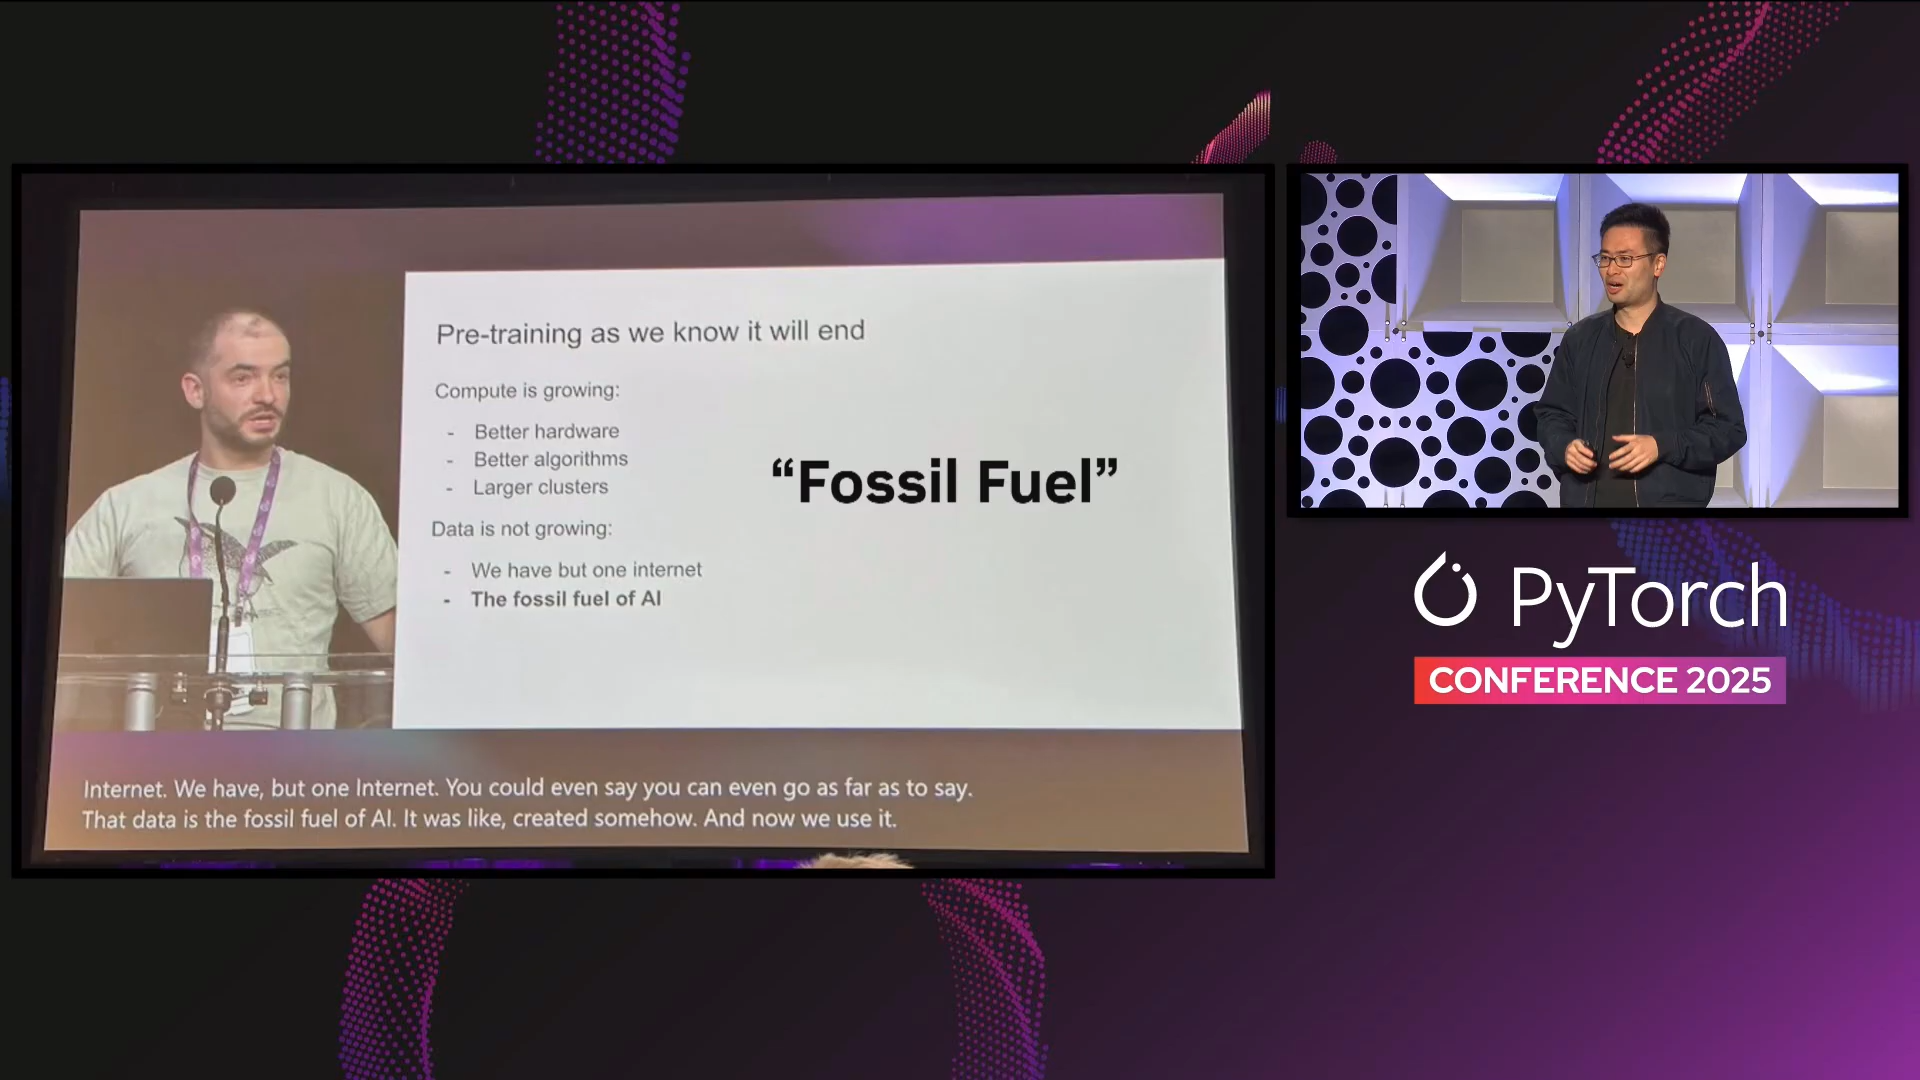 Pre-training as we know it will end
Compute is growing:
- Better hardware
- Better algorithms
- Larger clusters
Data is not growing:
- We have but one internet
- The fossil fuel of AI
“Fossil Fuel”
Internet. We have, but one Internet. You could even say you can even go as far as to say.
That data is the fossil fuel of AI. It was like, created somehow. And now we use it.
PyTorch
CONFERENCE 2025